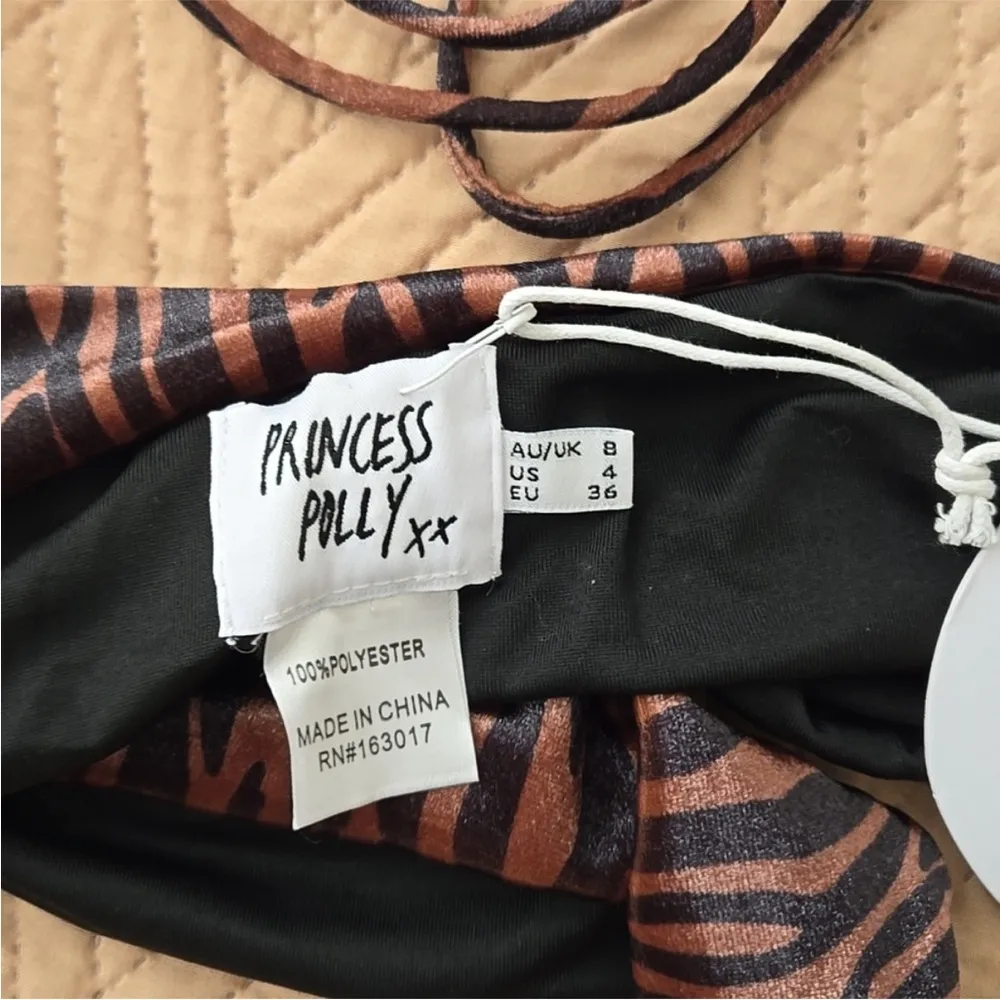 PRINCESS
POLLY xx
AU/UK 8
US 4
EU 36
100%POLYESTER
MADE IN CHINA
RN#163017